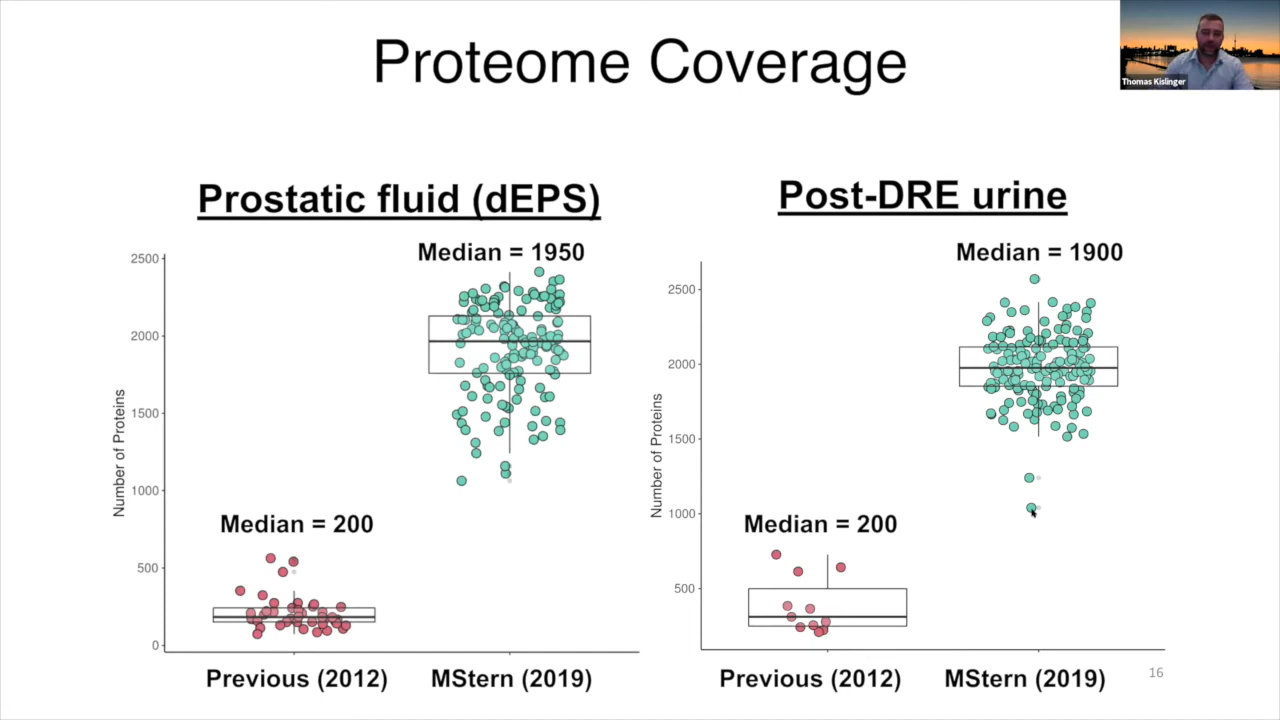 Proteome Coverage
Thomas Kislinger
Prostatic fluid (dEPS)
Median = 1950
2500
2000
1500
1000
500
0
Number of Proteins
Median = 200
Previous (2012)
MStern (2019)
Post-DRE urine
Median = 1900
2500
2000
1500
1000
500
Number of Proteins
Median = 200
Previous (2012)
MStern (2019)
16